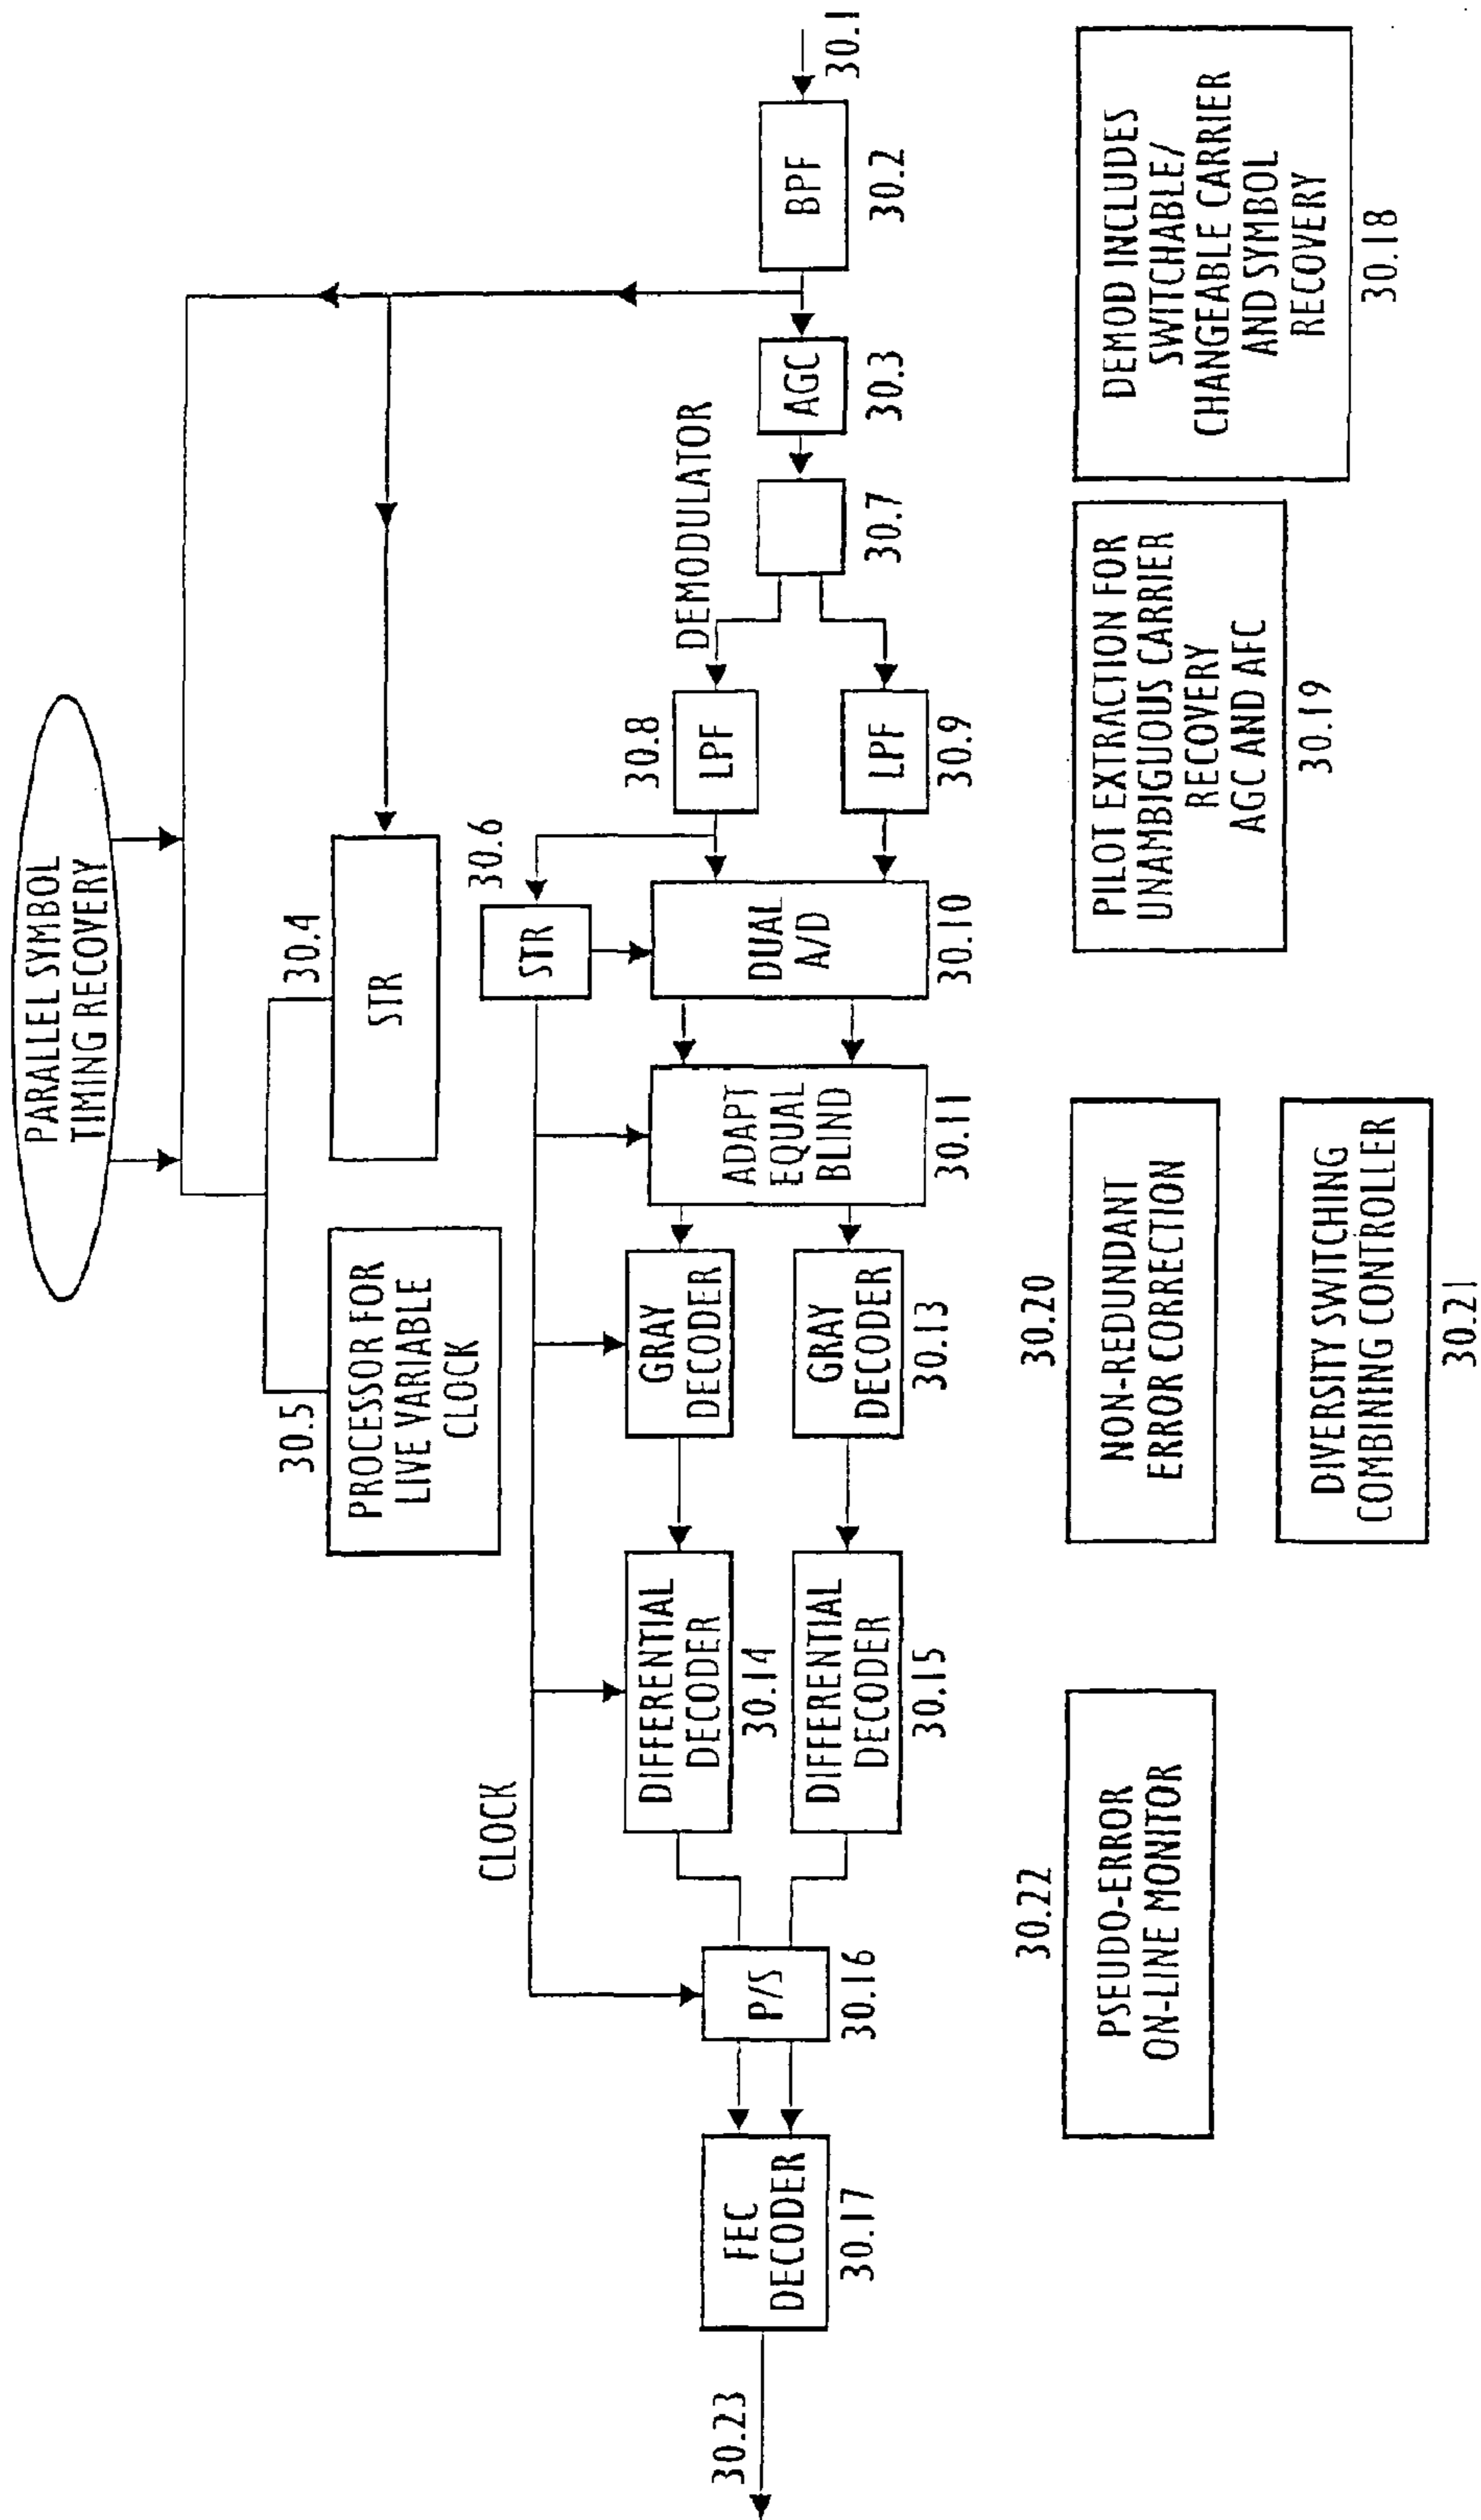 PARALLEL SYMBOL
TIMING RECOVERY
30.4
STR
30.5
PROCESSOR FOR
LIVE VARIABLE
CLOCK
30.6
STR
CLOCK
DEMODULATOR
30.1
BPF
30.2
AGC
30.3
30.7
30.8
LPF
LPF
30.9
DUAL
A/D
30.10
ADAPT
EQUAL
BLIND
30.11
GRAY
DECODER
GRAY
DECODER
30.13
DIFFERENTIAL
DECODER
30.14
DIFFERENTIAL
DECODER
30.15
P/S
30.16
FEC
DECODER
30.17
30.23
30.22
PSEUDO-ERROR
ON-LINE MONITOR
30.20
NON-REDUNDANT
ERROR CORRECTION
DIVERSITY SWITCHING
COMBINING CONTROLLER
30.21
PILOT EXTRACTION FOR
UNAMBIGUOUS CARRIER
RECOVERY
AGC AND AFC
30.19
DEMOD INCLUDES
SWITCHABLE/
CHANGEABLE CARRIER
AND SYMBOL
RECOVERY
30.18